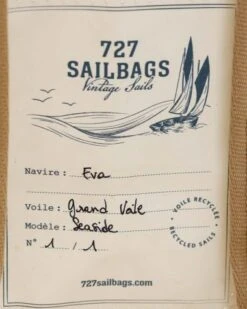 727
SAILBAGS
Vintage Sails
Navire : Eva
Voile : Grand Voile
Modèle : Seaside
N° 1 / 1
• VOILE RECYCLÉE •
RECYCLED SAILS
727sailbags.com